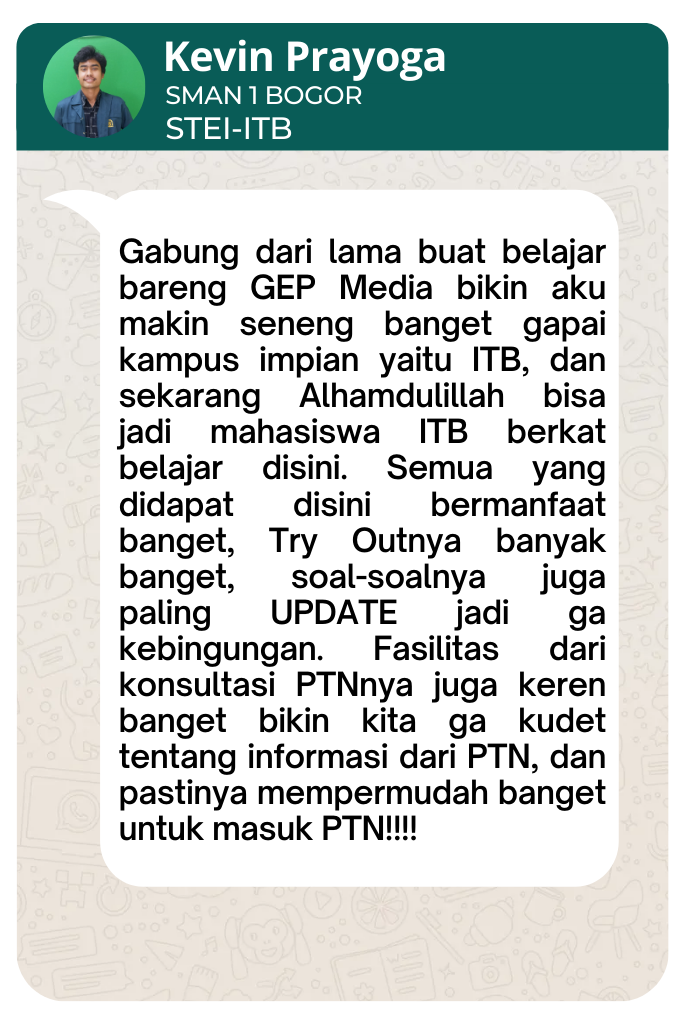 Kevin Prayoga
SMAN 1 BOGOR
STEI-ITB
Gabung dari lama buat belajar
bareng GEP Media bikin aku
makin seneng banget gapai
kampus impian yaitu ITB, dan
sekarang Alhamdulillah bisa
jadi mahasiswa ITB berkat
belajar disini. Semua yang
didapat disini bermanfaat
banget, Try Outnya banyak
banget, soal-soalnya juga
paling UPDATE jadi ga
kebingungan. Fasilitas dari
konsultasi PTNnya juga keren
banget bikin kita ga kudet
tentang informasi dari PTN, dan
pastinya mempermudah banget
untuk masuk PTN!!!!